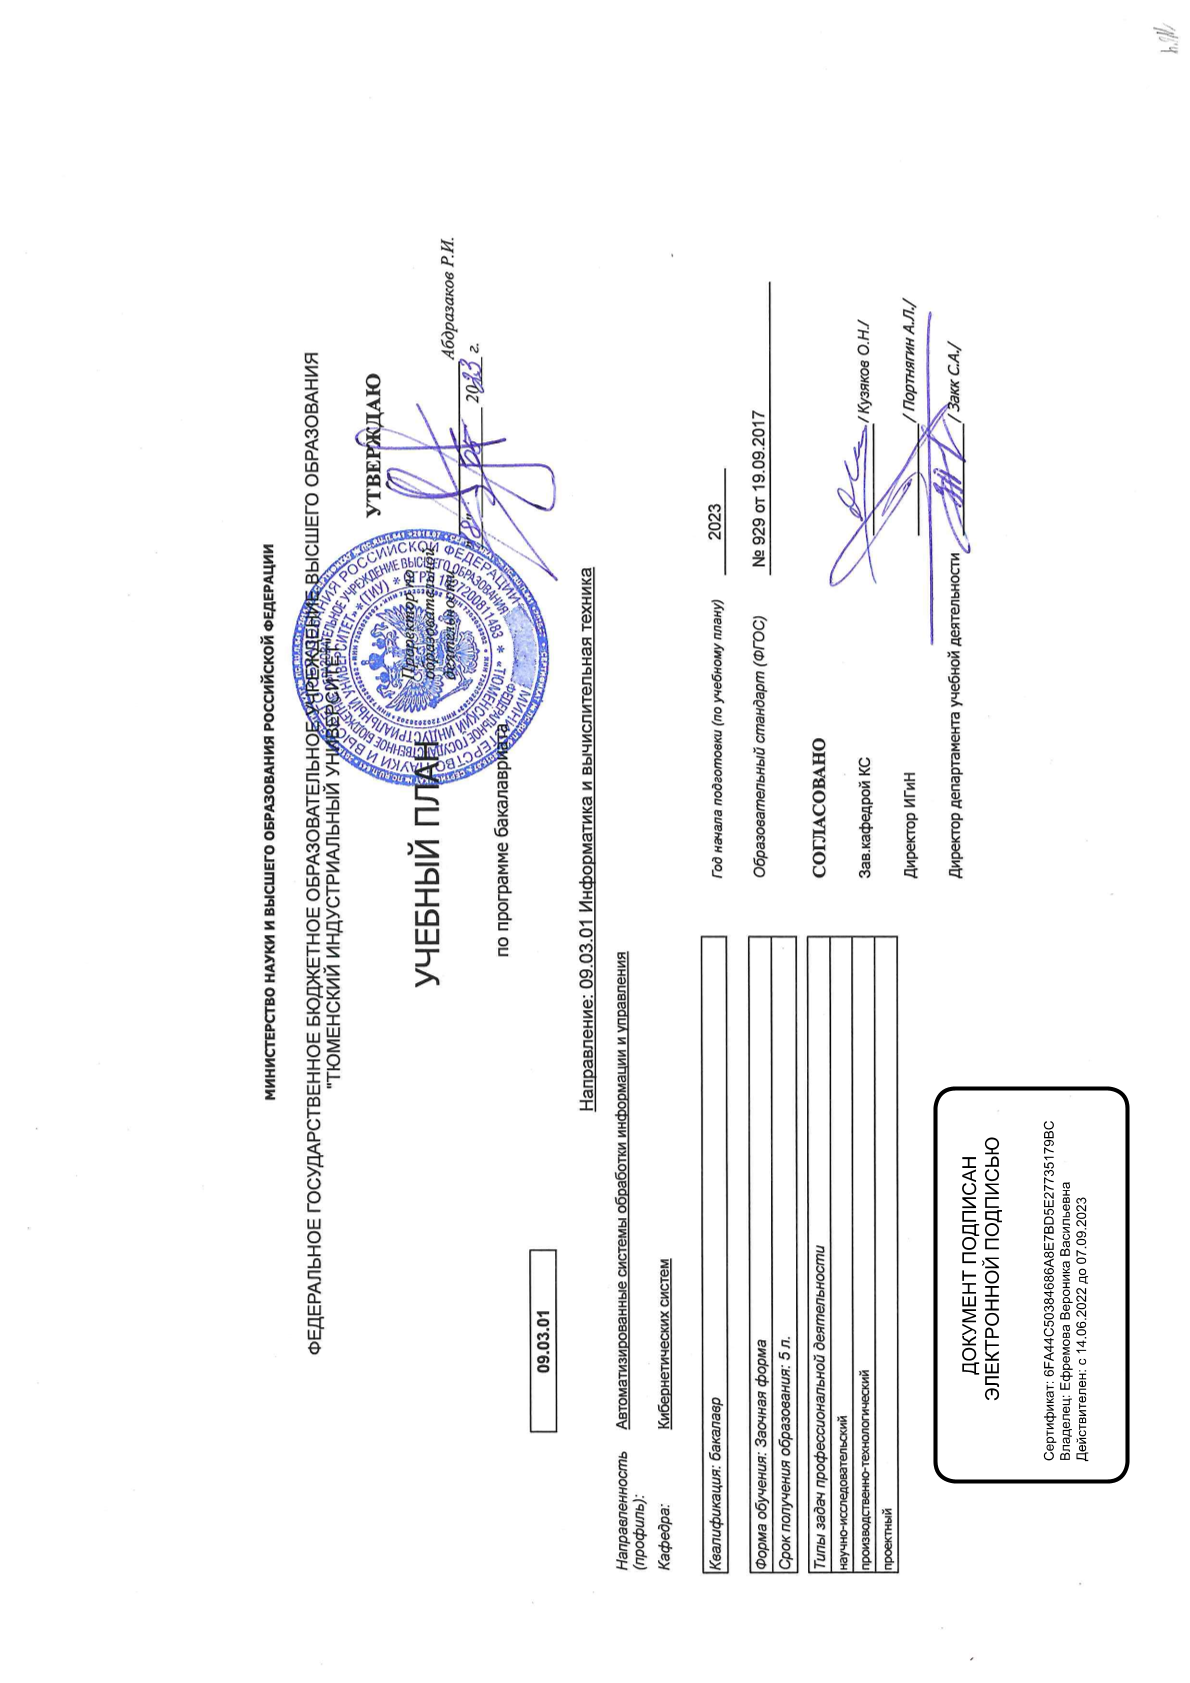 МИНИСТЕРСТВО НАУКИ И ВЫСШЕГО ОБРАЗОВАНИЯ РОССИЙСКОЙ ФЕДЕРАЦИИ
ФЕДЕРАЛЬНОЕ ГОСУДАРСТВЕННОЕ БЮДЖЕТНОЕ ОБРАЗОВАТЕЛЬНОЕ УЧРЕЖДЕНИЕ ВЫСШЕГО ОБРАЗОВАНИЯ
"ТЮМЕНСКИЙ ИНДУСТРИАЛЬНЫЙ УНИВЕРСИТЕТ"
УТВЕРЖДАЮ
Проректор по
образовательной
деятельности
Абдразаков Р.И.
2023 г.
УЧЕБНЫЙ ПЛАН
по программе бакалавриата
09.03.01
Направление: 09.03.01 Информатика и вычислительная техника
Направленность (профиль): Автоматизированные системы обработки информации и управления
Кафедра: Кибернетических систем
Квалификация: бакалавр
Форма обучения: Заочная форма
Срок получения образования: 5 л.
Типы задач профессиональной деятельности
научно-исследовательский
производственно-технологический
проектный
Год начала подготовки (по учебному плану) 2023
Образовательный стандарт (ФГОС) № 929 от 19.09.2017
СОГЛАСОВАНО
Зав.кафедрой КС / Кузяков О.Н./
Директор ИГиН / Портнягин А.Л./
Директор департамента учебной деятельности / Закк С.А./
ДОКУМЕНТ ПОДПИСАН
ЭЛЕКТРОННОЙ ПОДПИСЬЮ
Сертификат: 6FA44C50384686A8E7BD5E27735179BC
Владелец: Ефремова Вероника Васильевна
Действителен: с 14.06.2022 до 07.09.2023